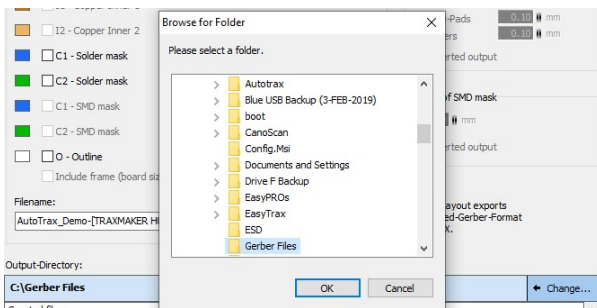 I2 - Copper Inner 2
C1 - Solder mask
C2 - Solder mask
C1 - SMD mask
C2 - SMD mask
O - Outline
Include frame (board siz
Filename:
AutoTrax_Demo-[TRAXMAKER HI
Output-Directory:
C:\Gerber Files
Browse for Folder
Please select a folder.
Autotrax
Blue USB Backup (3-FEB-2019)
boot
CanoScan
Config.Msi
Documents and Settings
Drive F Backup
EasyPROs
EasyTrax
ESD
Gerber Files
OK
Cancel
-Pads
0.10
mm
ers
0.10
mm
erted output
of SMD mask
mm
erted output
ayout exports
ed-Gerber-Format
X.
Change...